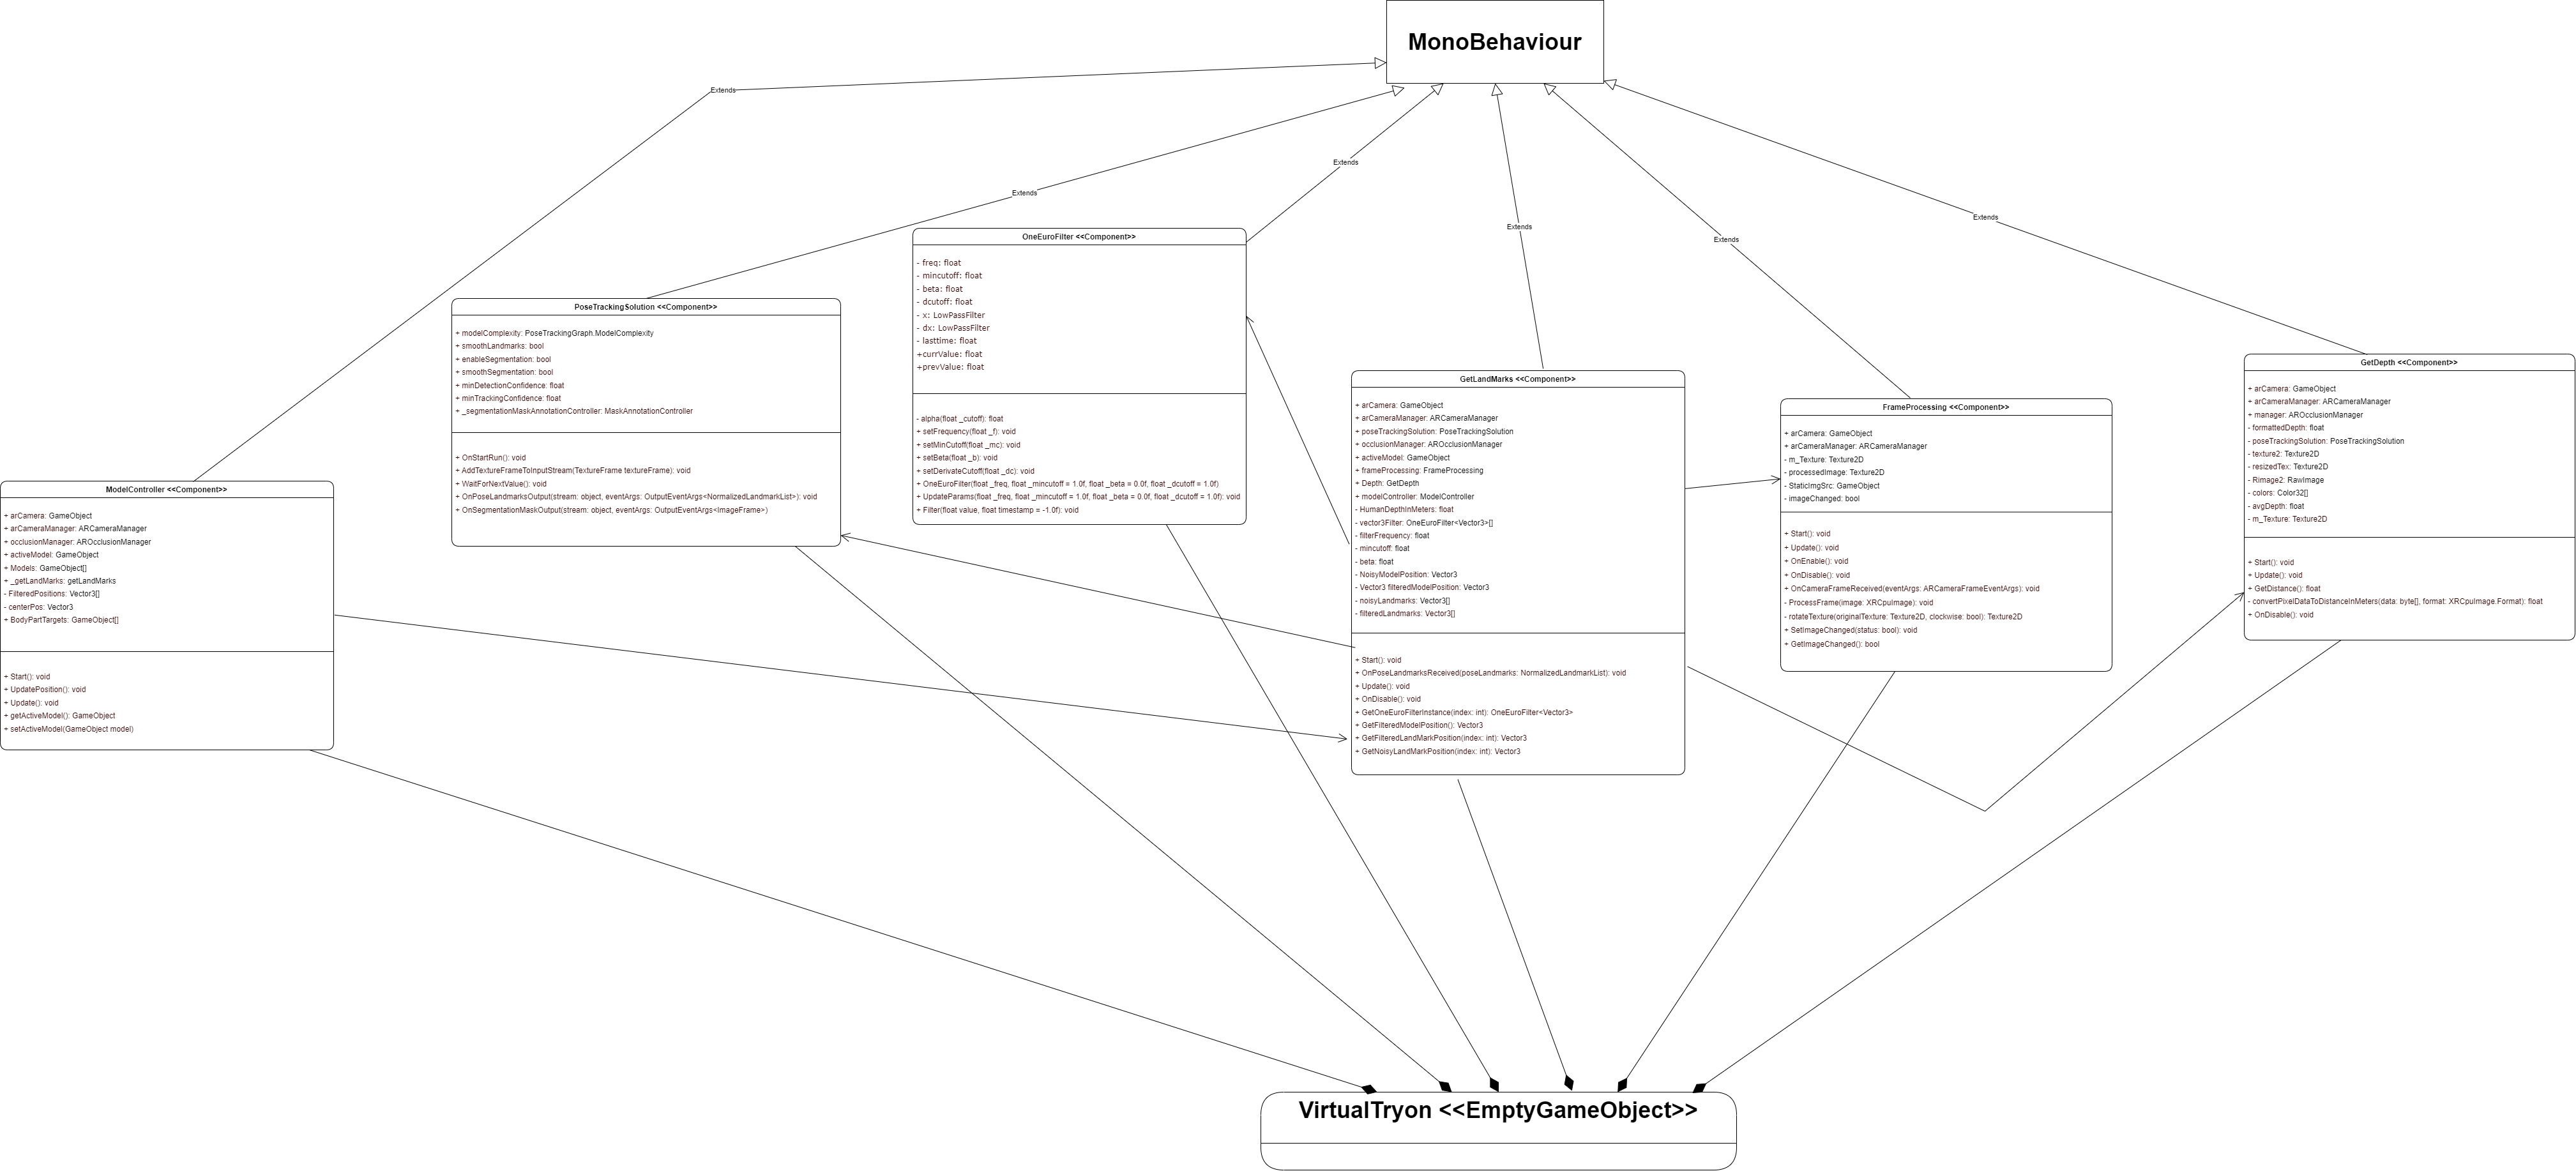 MonoBehaviour
Extends
Extends
Extends
Extends
Extends
Extends
ModelController <<Component>>
+ arCamera: GameObject
+ arCameraManager: ARCameraManager
+ occlusionManager: AROcclusionManager
+ activeModel: GameObject
+ Models: GameObject[]
+ _getLandMarks: getLandMarks
- FilteredPositions: Vector3[]
- centerPos: Vector3
+ BodyPartTargets: GameObject[]
+ Start(): void
+ UpdatePosition(): void
+ Update(): void
+ getActiveModel(): GameObject
+ setActiveModel(GameObject model)
PoseTrackingSolution <<Component>>
+ modelComplexity: PoseTrackingGraph.ModelComplexity
+ smoothLandmarks: bool
+ enableSegmentation: bool
+ smoothSegmentation: bool
+ minDetectionConfidence: float
+ minTrackingConfidence: float
+ _segmentationMaskAnnotationController: MaskAnnotationController
+ OnStartRun(): void
+ AddTextureFrameToInputStream(TextureFrame textureFrame): void
+ WaitForNextValue(): void
+ OnPoseLandmarksOutput(stream: object, eventArgs: OutputEventArgs<NormalizedLandmarkList>): void
+ OnSegmentationMaskOutput(stream: object, eventArgs: OutputEventArgs<ImageFrame>)
OneEuroFilter <<Component>>
- freq: float
- mincutoff: float
- beta: float
- dcutoff: float
- x: LowPassFilter
- dx: LowPassFilter
- lasttime: float
+currValue: float
+prevValue: float
- alpha(float _cutoff): float
+ setFrequency(float _f): void
+ setMinCutoff(float _mc): void
+ setBeta(float _b): void
+ setDerivateCutoff(float _dc): void
+ OneEuroFilter(float _freq, float _mincutoff = 1.0f, float _beta = 0.0f, float _dcutoff = 1.0f)
+ UpdateParams(float _freq, float _mincutoff = 1.0f, float _beta = 0.0f, float _dcutoff = 1.0f): void
+ Filter(float value, float timestamp = -1.0f): void
GetLandMarks <<Component>>
+ arCamera: GameObject
+ arCameraManager: ARCameraManager
+ poseTrackingSolution: PoseTrackingSolution
+ occlusionManager: AROcclusionManager
+ activeModel: GameObject
+ frameProcessing: FrameProcessing
+ Depth: GetDepth
+ modelController: ModelController
- HumanDepthInMeters: float
- vector3Filter: OneEuroFilter<Vector3>[]
- filterFrequency: float
- mincutoff: float
- beta: float
- NoisyModelPosition: Vector3
- Vector3 filteredModelPosition: Vector3
- noisyLandmarks: Vector3[]
- filteredLandmarks: Vector3[]
+ Start(): void
+ OnPoseLandmarksReceived(poseLandmarks: NormalizedLandmarkList): void
+ Update(): void
+ OnDisable(): void
+ GetOneEuroFilterInstance(index: int): OneEuroFilter<Vector3>
+ GetFilteredModelPosition(): Vector3
+ GetFilteredLandMarkPosition(index: int): Vector3
+ GetNoisyLandMarkPosition(index: int): Vector3
FrameProcessing <<Component>>
+ arCamera: GameObject
+ arCameraManager: ARCameraManager
- m_Texture: Texture2D
- processedImage: Texture2D
- StaticImgSrc: GameObject
- imageChanged: bool
+ Start(): void
+ Update(): void
+ OnEnable(): void
+ OnDisable(): void
+ OnCameraFrameReceived(eventArgs: ARCameraFrameEventArgs): void
- ProcessFrame(image: XRCpuImage): void
- rotateTexture(originalTexture: Texture2D, clockwise: bool): Texture2D
+ SetImageChanged(status: bool): void
+ GetImageChanged(): bool
GetDepth <<Component>>
+ arCamera: GameObject
+ arCameraManager: ARCameraManager
+ manager: AROcclusionManager
- formattedDepth: float
- poseTrackingSolution: PoseTrackingSolution
- texture2: Texture2D
- resizedTex: Texture2D
- Rimage2: RawImage
- colors: Color32[]
- avgDepth: float
- m_Texture: Texture2D
+ Start(): void
+ Update(): void
+ GetDistance(): float
- convertPixelDataToDistanceInMeters(data: byte[], format: XRCpuImage.Format): float
+ OnDisable(): void
VirtualTryon <<EmptyGameObject>>